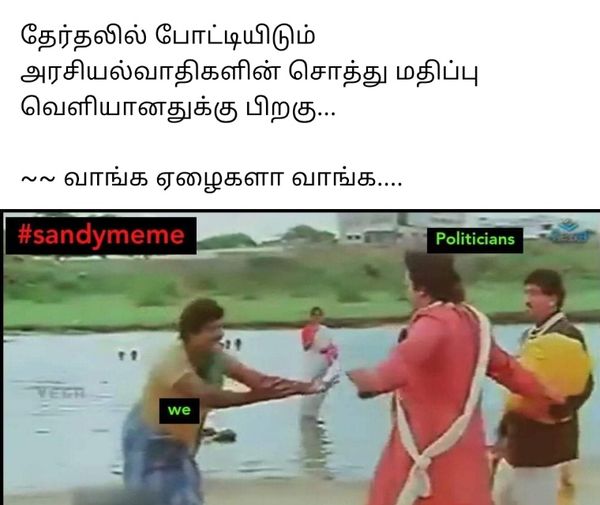 தேர்தலில் போட்டியிடும்
அரசியல்வாதிகளின் சொத்து மதிப்பு
வெளியானதுக்கு பிறகு...
~~ வாங்க ஏழைகளா வாங்க....
#sandymeme
Politicians
we